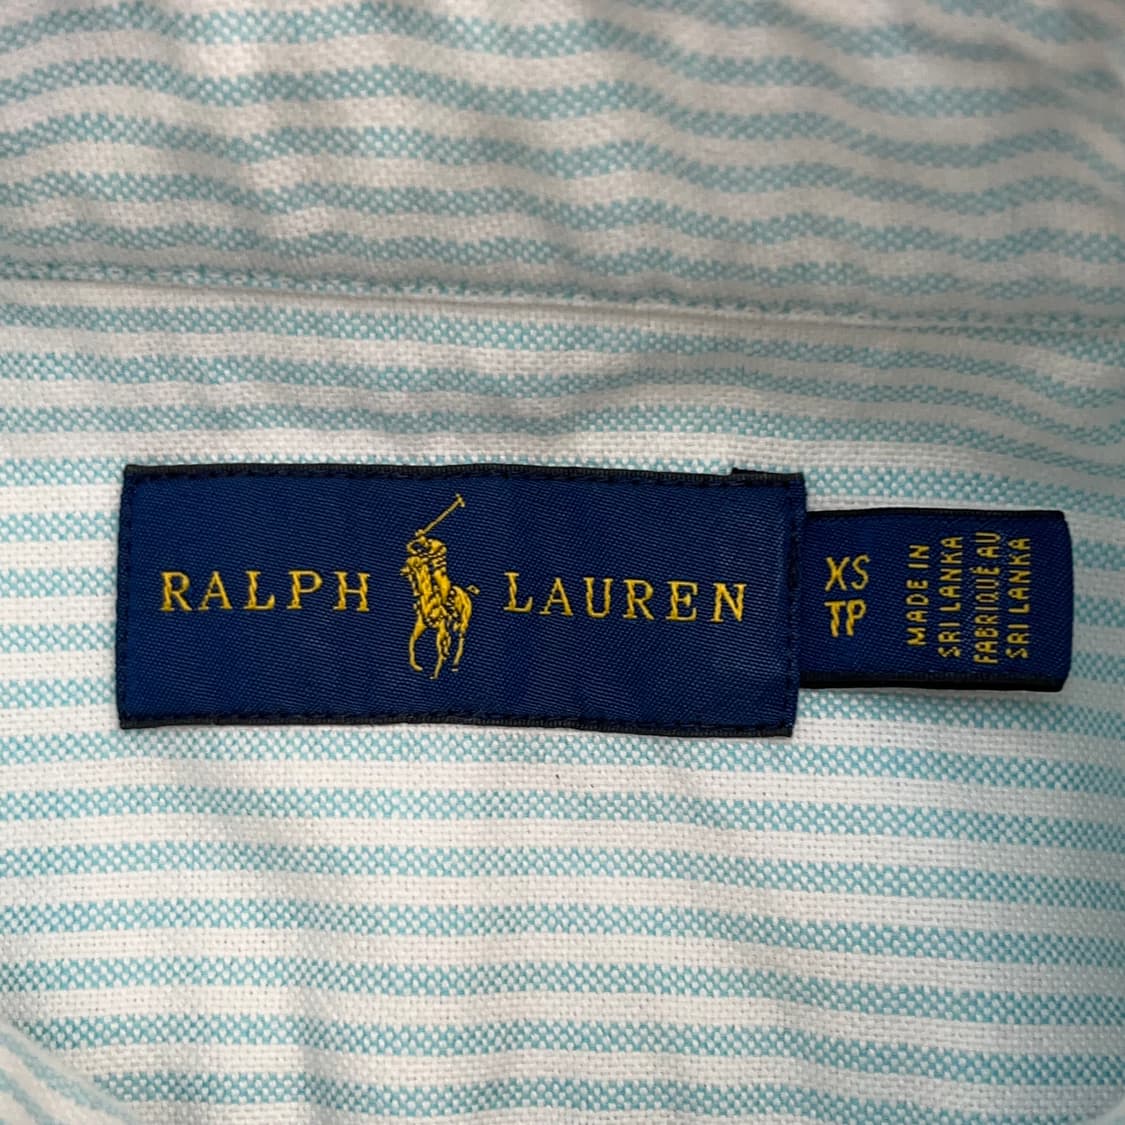 RALPH LAUREN
XS
TP
MADE IN
SRI LANKA
FABRIQUÉ AU
SRI LANKA